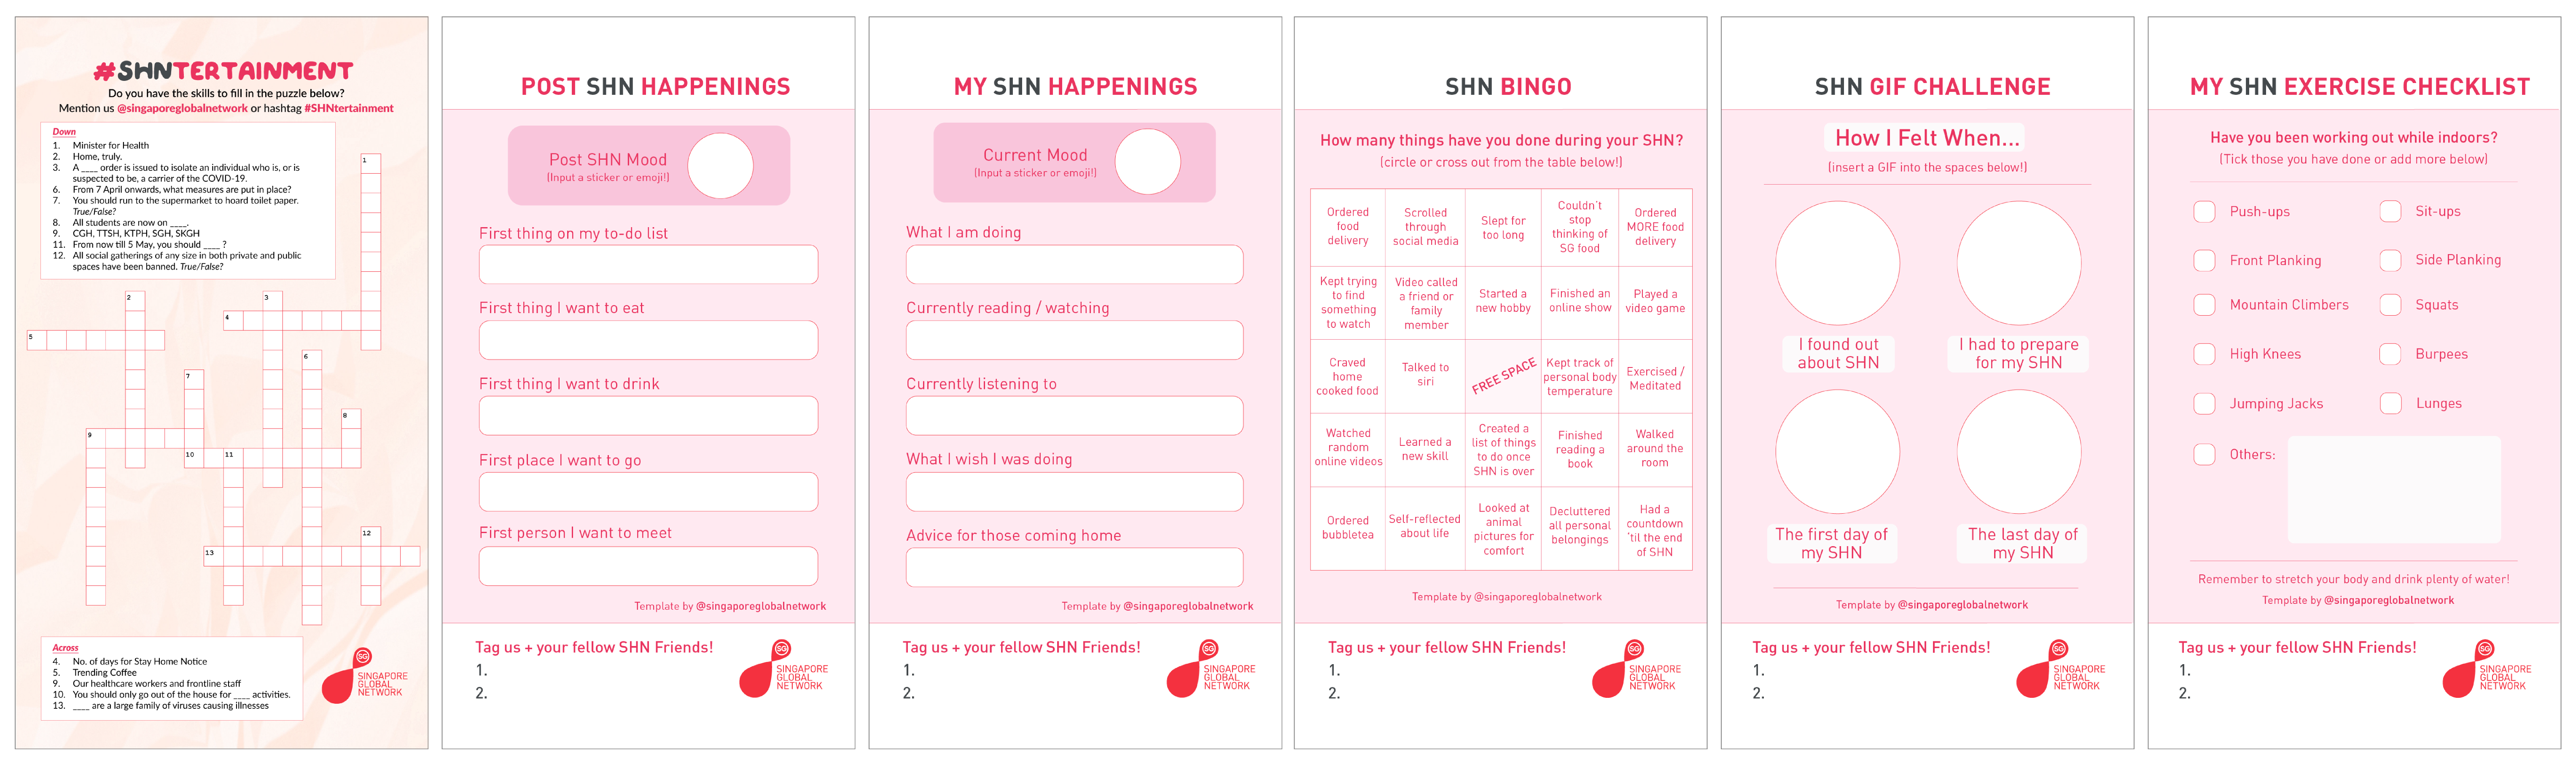 #SHNTERTAINMENT
Do you have the skills to fill in the puzzle below?
Mention us @singaporeglobalnetwork or hashtag #SHNtertainment
Down
1. Minister for Health
2. Home, truly.
3. A ____ order is issued to isolate an individual who is, or is
suspected to be, a carrier of the COVID-19.
6. From 7 April onwards, what measures are put in place?
7. You should run to the supermarket to hoard toilet paper.
True/False?
8. All students are now on ____.
9. CGH, TTSH, KTPH, SGH, SKGH
11. From now till 5 May, you should ____ ?
12. All social gatherings of any size in both private and public
spaces have been banned. True/False?
1
2
3
4
5
6
7
8
9
10
11
12
13
Across
4. No. of days for Stay Home Notice
5. Trending Coffee
9. Our healthcare workers and frontline staff
10. You should only go out of the house for ____ activities.
13. ____ are a large family of viruses causing illnesses
SG
SINGAPORE
GLOBAL
NETWORK
POST SHN HAPPENINGS
Post SHN Mood
(Input a sticker or emoji!)
First thing on my to-do list
First thing I want to eat
First thing I want to drink
First place I want to go
First person I want to meet
Template by @singaporeglobalnetwork
Tag us + your fellow SHN Friends!
1.
2.
SG
SINGAPORE
GLOBAL
NETWORK
MY SHN HAPPENINGS
Current Mood
(Input a sticker or emoji!)
What I am doing
Currently reading / watching
Currently listening to
What I wish I was doing
Advice for those coming home
Template by @singaporeglobalnetwork
Tag us + your fellow SHN Friends!
1.
2.
SG
SINGAPORE
GLOBAL
NETWORK
SHN BINGO
How many things have you done during your SHN?
(circle or cross out from the table below!)
Ordered
food
delivery
Scrolled
through
social media
Slept for
too long
Couldn't
stop
thinking of
SG food
Ordered
MORE food
delivery
Kept trying
to find
something
to watch
Video called
a friend or
family
member
Started a
new hobby
Finished an
online show
Played a
video game
Craved
home
cooked food
Talked to
siri
FREE SPACE
Kept track of
personal body
temperature
Exercised /
Meditated
Watched
random
online videos
Learned a
new skill
Created a
list of things
to do once
SHN is over
Finished
reading a
book
Walked
around the
room
Ordered
bubbletea
Self-reflected
about life
Looked at
animal
pictures for
comfort
Decluttered
all personal
belongings
Had a
countdown
'til the end
of SHN
Template by @singaporeglobalnetwork
Tag us + your fellow SHN Friends!
1.
2.
SG
SINGAPORE
GLOBAL
NETWORK
SHN GIF CHALLENGE
How I Felt When...
(insert a GIF into the spaces below!)
I found out
about SHN
I had to prepare
for my SHN
The first day of
my SHN
The last day of
my SHN
Template by @singaporeglobalnetwork
Tag us + your fellow SHN Friends!
1.
2.
SG
SINGAPORE
GLOBAL
NETWORK
MY SHN EXERCISE CHECKLIST
Have you been working out while indoors?
(Tick those you have done or add more below)
Push-ups
Sit-ups
Front Planking
Side Planking
Mountain Climbers
Squats
High Knees
Burpees
Jumping Jacks
Lunges
Others:
Remember to stretch your body and drink plenty of water!
Template by @singaporeglobalnetwork
Tag us + your fellow SHN Friends!
1.
2.
SG
SINGAPORE
GLOBAL
NETWORK